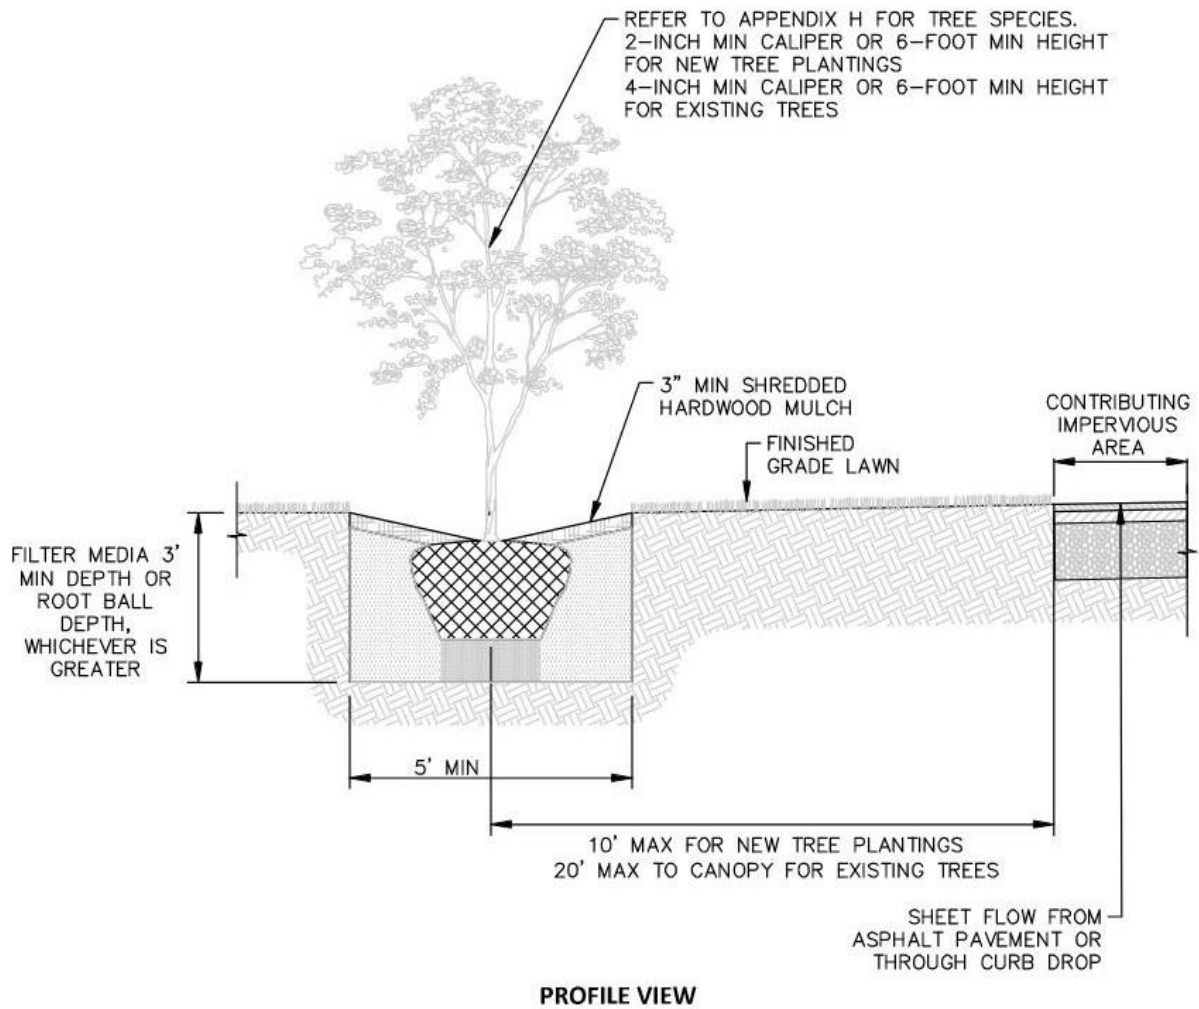 REFER TO APPENDIX H FOR TREE SPECIES.
2-INCH MIN CALIPER OR 6-FOOT MIN HEIGHT
FOR NEW TREE PLANTINGS
4-INCH MIN CALIPER OR 6-FOOT MIN HEIGHT
FOR EXISTING TREES
3" MIN SHREDDED
HARDWOOD MULCH
FINISHED
GRADE LAWN
CONTRIBUTING
IMPERVIOUS
AREA
FILTER MEDIA 3'
MIN DEPTH OR
ROOT BALL
DEPTH,
WHICHEVER IS
GREATER
5' MIN
10' MAX FOR NEW TREE PLANTINGS
20' MAX TO CANOPY FOR EXISTING TREES
SHEET FLOW FROM
ASPHALT PAVEMENT OR
THROUGH CURB DROP
PROFILE VIEW